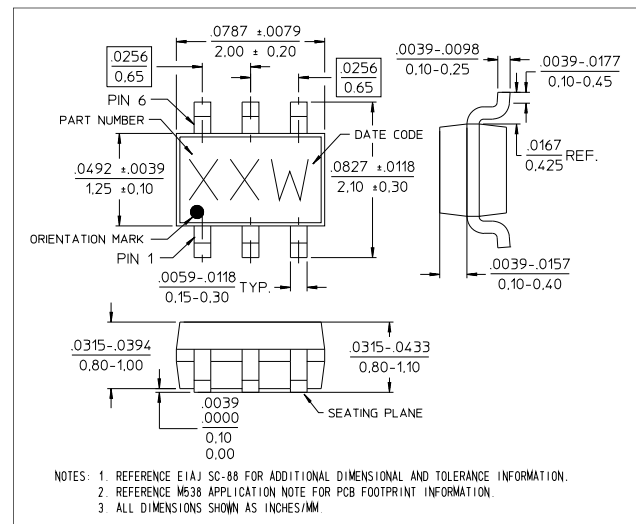 .0787 ±.0079
2.00 ± 0.20
.0256
0.65
.0256
0.65
.0039-.0098
0.10-0.25
.0039-.0177
0.10-0.45
PIN 6
PART NUMBER
DATE CODE
.0492 ±.0039
1.25 ±0.10
XXW
.0827 ±.0118
2.10 ±0.30
.0167
0.425 REF.
ORIENTATION MARK
PIN 1
.0059-.0118
0.15-0.30 TYP.
.0039-.0157
0.10-0.40
.0315-.0394
0.80-1.00
.0315-.0433
0.80-1.10
.0039
.0000
0.10
0.00
SEATING PLANE
NOTES: 1. REFERENCE EIAJ SC-88 FOR ADDITIONAL DIMENSIONAL AND TOLERANCE INFORMATION.
2. REFERENCE M538 APPLICATION NOTE FOR PCB FOOTPRINT INFORMATION.
3. ALL DIMENSIONS SHOWN AS INCHES/MM.